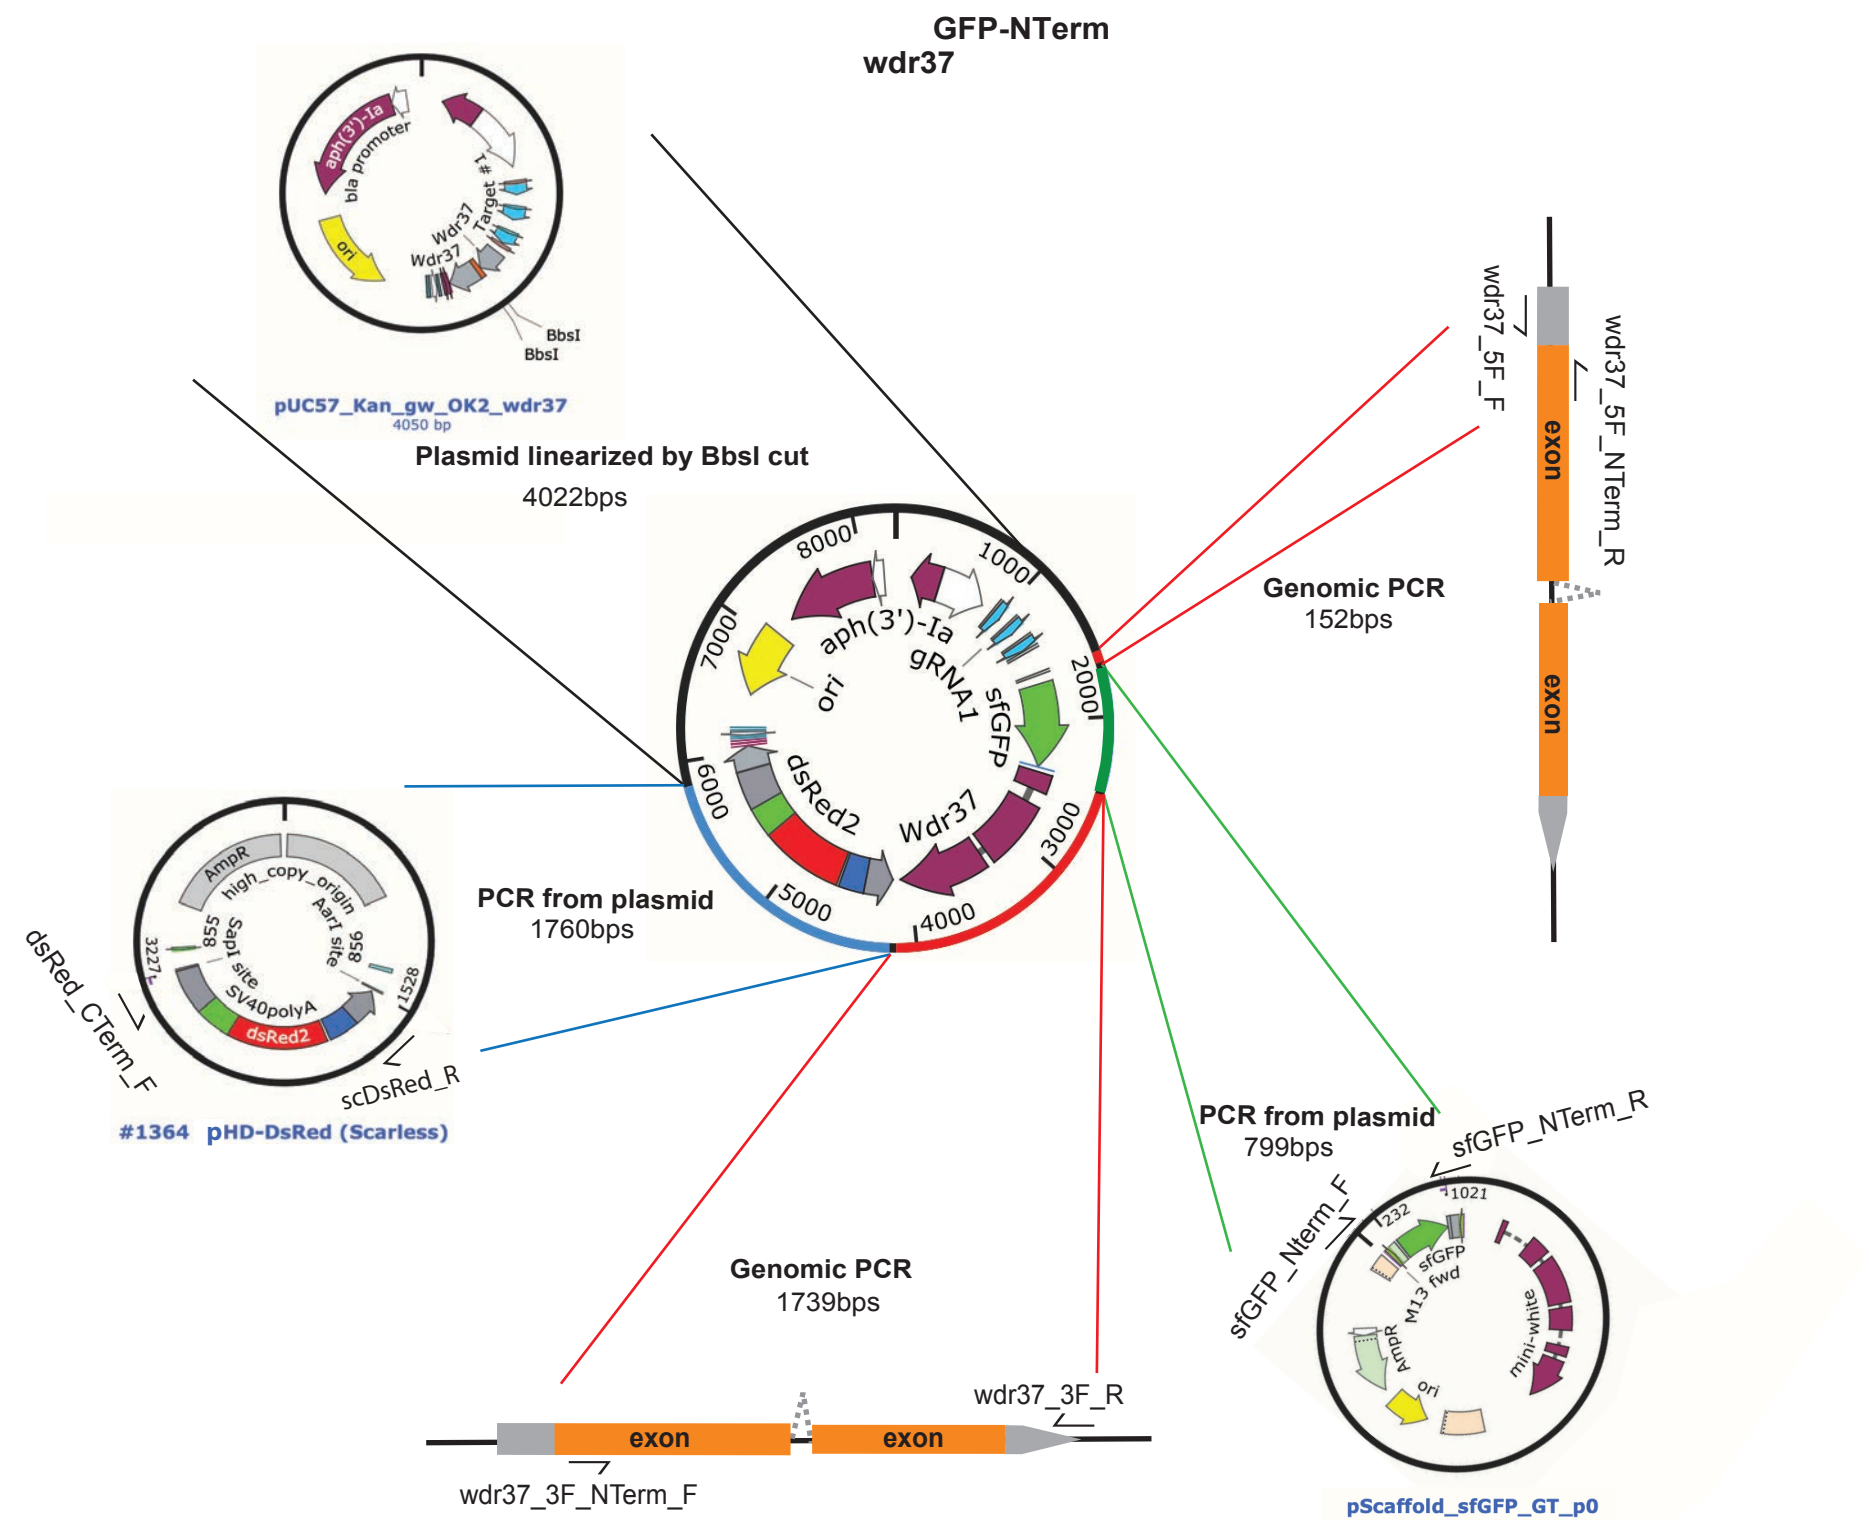 GFP-NTerm
wdr37
aph(3')-Ia
bla promoter
ori
Target #1
Wdr37
Wdr37
BbsI
BbsI
pUC57_Kan_gw_OK2_wdr37
4050 bp
Plasmid linearized by BbsI cut
4022bps
wdr37_5F_F
wdr37_5F_NTerm_R
exon
exon
Genomic PCR
152bps
1000
2000
3000
4000
5000
6000
7000
8000
aph(3')-Ia
gRNA1
sfGFP
Wdr37
dsRed2
ori
PCR from plasmid
1760bps
AmpR
high_copy_origin
AarI site
856
855
SapI site
3227
1528
SV40polyA
dsRed2
dsRed_CTerm_F
scDsRed_R
#1364 pHD-DsRed (Scarless)
PCR from plasmid
799bps
sfGFP_NTerm_R
sfGFP_Nterm_F
1021
232
sfGFP
M13 fwd
mini-white
AmpR
ori
pScaffold_sfGFP_GT_p0
Genomic PCR
1739bps
wdr37_3F_R
exon
exon
wdr37_3F_NTerm_F